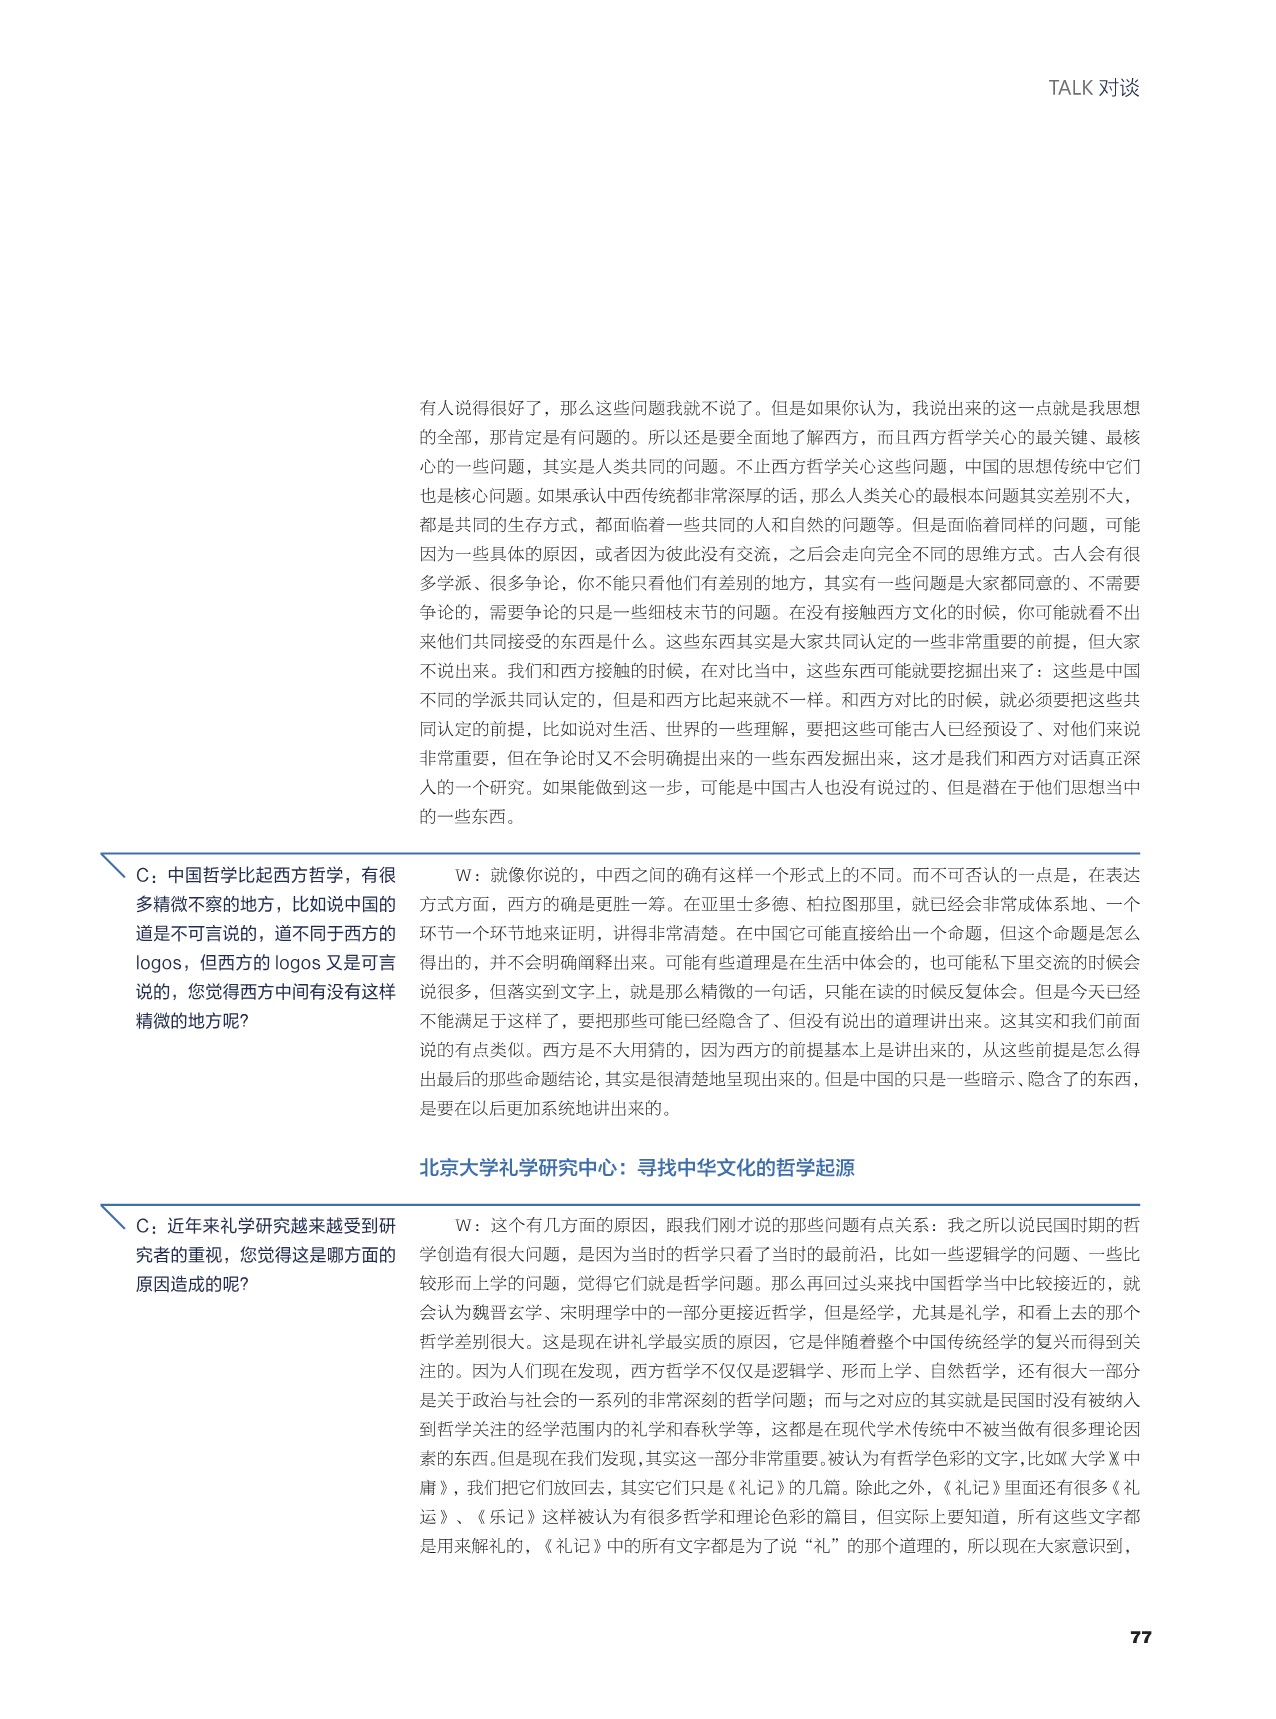 TALK 对谈
有人说得很好了，那么这些问题我就不说了。但是如果你认为，我说出来的这一点就是我思想
的全部，那肯定是有问题的。所以还是要全面地了解西方，而且西方哲学关心的最关键、最核
心的一些问题，其实是人类共同的问题。不止西方哲学关心这些问题，中国的思想传统中它们
也是核心问题。如果承认中西传统都非常深厚的话，那么人类关心的最根本问题其实差别不大，
都是共同的生存方式，都面临着一些共同的人和自然的问题等。但是面临着同样的问题，可能
因为一些具体的原因，或者因为彼此没有交流，之后会走向完全不同的思维方式。古人会有很
多学派、很多争论，你不能只看他们有差别的地方，其实有一些问题是大家都同意的、不需要
争论的，需要争论的只是一些细枝末节的问题。在没有接触西方文化的时候，你可能就看不出
来他们共同接受的东西是什么。这些东西其实是大家共同认定的一些非常重要的前提，但大家
不说出来。我们和西方接触的时候，在对比当中，这些东西可能就要挖掘出来了：这些是中国
不同的学派共同认定的，但是和西方比起来就不一样。和西方对比的时候，就必须要把这些共
同认定的前提，比如说对生活、世界的一些理解，要把这些可能古人已经预设了、对他们来说
非常重要，但在争论时又不会明确提出来的一些东西发掘出来，这才是我们和西方对话真正深
入的一个研究。如果能做到这一步，可能是中国古人也没有说过的、但是潜在于他们思想当中
的一些东西。
C：中国哲学比起西方哲学，有很
多精微不察的地方，比如说中国的
道是不可言说的，道不同于西方的
logos，但西方的 logos 又是可言
说的，您觉得西方中间有没有这样
精微的地方呢？
W：就像你说的，中西之间的确有这样一个形式上的不同。而不可否认的一点是，在表达
方式方面，西方的确是更胜一筹。在亚里士多德、柏拉图那里，就已经会非常成体系地、一个
环节一个环节地来证明，讲得非常清楚。在中国它可能直接给出一个命题，但这个命题是怎么
得出的，并不会明确阐释出来。可能有些道理是在生活中体会的，也可能私下里交流的时候会
说很多，但落实到文字上，就是那么精微的一句话，只能在读的时候反复体会。但是今天已经
不能满足于这样了，要把那些可能已经隐含了、但没有说出的道理讲出来。这其实和我们前面
说的有点类似。西方是不大用猜的，因为西方的前提基本上是讲出来的，从这些前提是怎么得
出最后的那些命题结论，其实是很清楚地呈现出来的。但是中国的只是一些暗示、隐含了的东西，
是要在以后更加系统地讲出来的。
北京大学礼学研究中心：寻找中华文化的哲学起源
C：近年来礼学研究越来越受到研
究者的重视，您觉得这是哪方面的
原因造成的呢？
W：这个有几方面的原因，跟我们刚才说的那些问题有点关系：我之所以说民国时期的哲
学创造有很大问题，是因为当时的哲学只看了当时的最前沿，比如一些逻辑学的问题、一些比
较形而上学的问题，觉得它们就是哲学问题。那么再回过头来找中国哲学当中比较接近的，就
会认为魏晋玄学、宋明理学中的一部分更接近哲学，但是经学，尤其是礼学，和看上去的那个
哲学差别很大。这是现在讲礼学最实质的原因，它是伴随着整个中国传统经学的复兴而得到关
注的。因为人们现在发现，西方哲学不仅仅是逻辑学、形而上学、自然哲学，还有很大一部分
是关于政治与社会的一系列的非常深刻的哲学问题；而与之对应的其实就是民国时没有被纳入
到哲学关注的经学范围内的礼学和春秋学等，这都是在现代学术传统中不被当做有很多理论因
素的东西。但是现在我们发现，其实这一部分非常重要。被认为有哲学色彩的文字，比如《大学》《中
庸》，我们把它们放回去，其实它们只是《礼记》的几篇。除此之外，《礼记》里面还有很多《礼
运》、《乐记》这样被认为有很多哲学和理论色彩的篇目，但实际上要知道，所有这些文字都
是用来解礼的，《礼记》中的所有文字都是为了说“礼”的那个道理的，所以现在大家意识到，
77